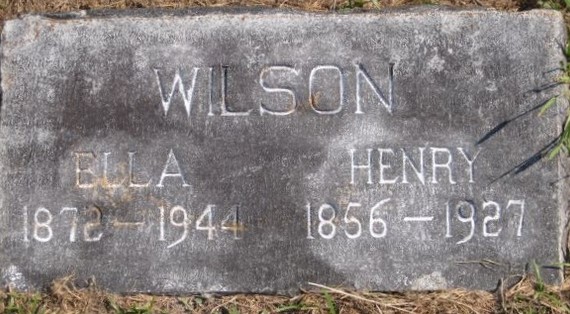 WILSON
ELLA HENRY
1872 – 1944 1856 – 1927